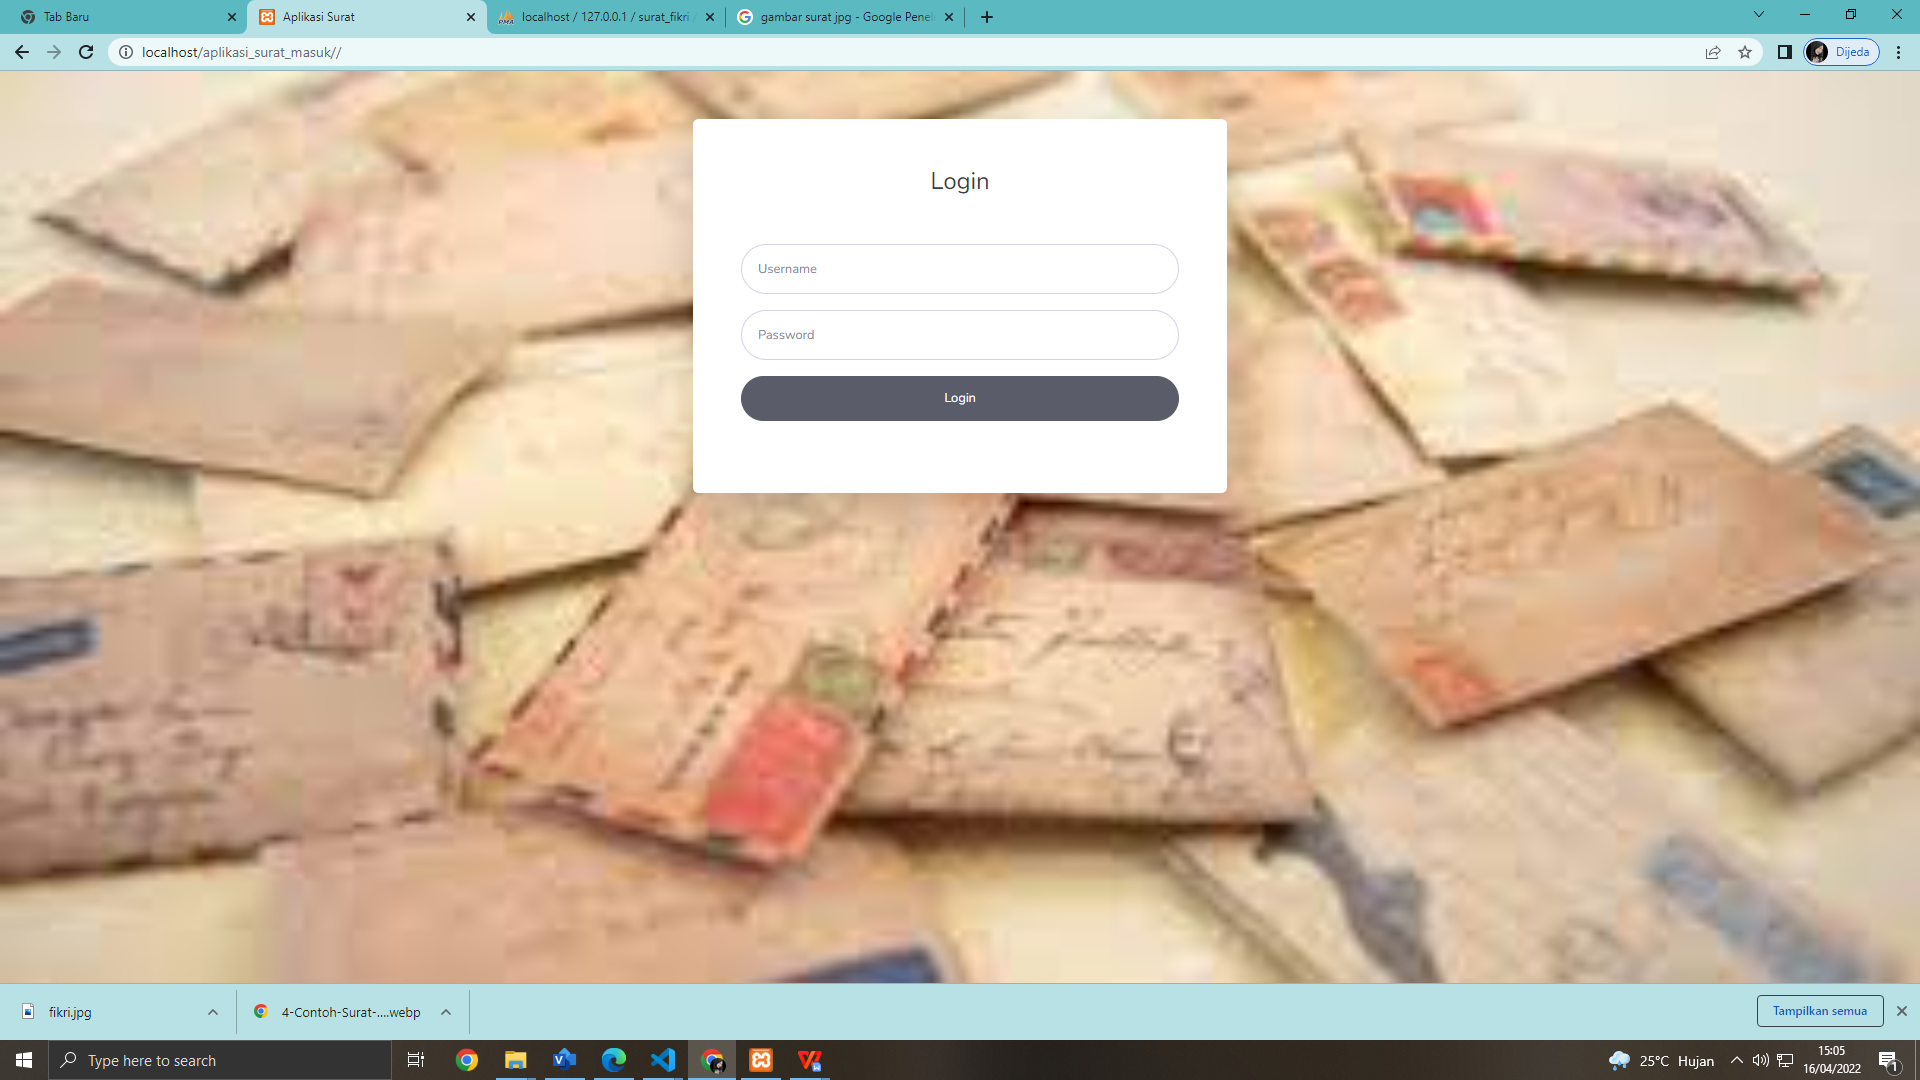 Tab Baru
Aplikasi Surat
localhost / 127.0.0.1 / surat_fikri /
gambar surat jpg - Google Penel
localhost/aplikasi_surat_masuk//
Dijeda
Login
Username
Password
Login
fikri.jpg
4-Contoh-Surat-....webp
Tampilkan semua
Type here to search
25°C Hujan
15:05
16/04/2022
1